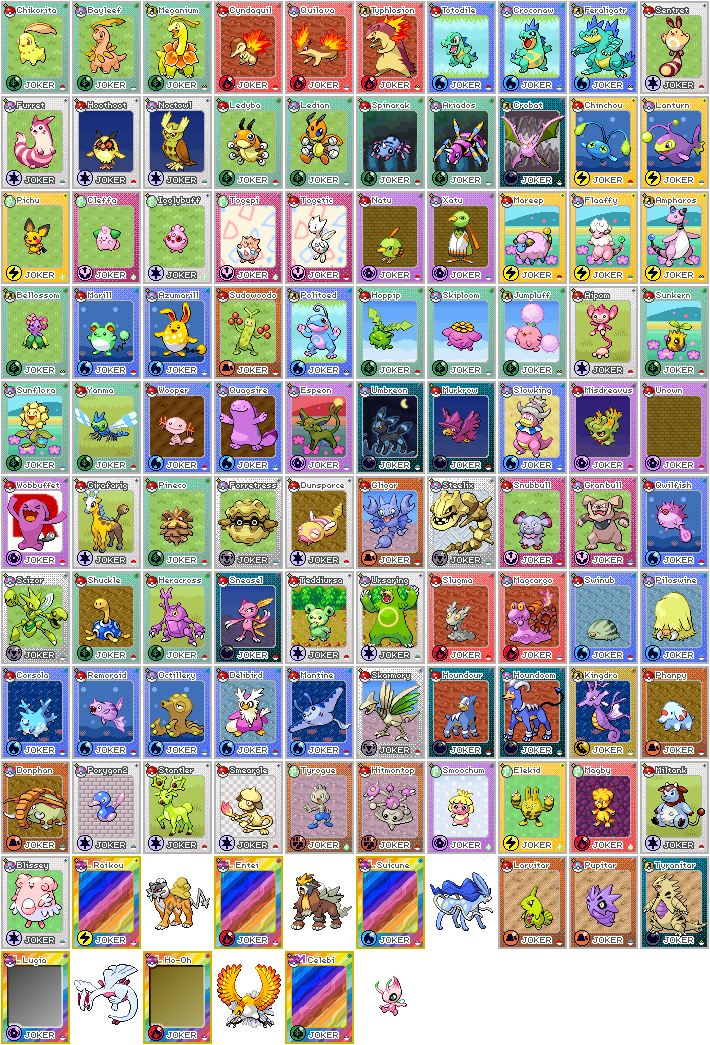 Chikorita Bayleef Meganium Cyndaquil Quilava Typhlosion Totodile Croconaw Feraligatr Sentret
JOKER JOKER JOKER JOKER JOKER JOKER JOKER JOKER JOKER JOKER
Furret Hoothoot Noctowl Ledyba Ledian Spinarak Ariados Crobat Chinchou Lanturn
JOKER JOKER JOKER JOKER JOKER JOKER JOKER JOKER JOKER JOKER
Pichu Cleffa Igglybuff Togepi Togetic Natu Xatu Mareep Flaaffy Ampharos
JOKER JOKER JOKER JOKER JOKER JOKER JOKER JOKER JOKER JOKER
Bellossom Marill Azumarill Sudowoodo Politoed Hoppip Skiploom Jumpluff Aipom Sunkern
JOKER JOKER JOKER JOKER JOKER JOKER JOKER JOKER JOKER JOKER
Sunflora Yanma Wooper Quagsire Espeon Umbreon Murkrow Slowking Misdreavus Unown
JOKER JOKER JOKER JOKER JOKER JOKER JOKER JOKER JOKER JOKER
Wobbuffet Girafarig Pineco Forretress Dunsparce Gligar Steelix Snubbull Granbull Qwilfish
JOKER JOKER JOKER JOKER JOKER JOKER JOKER JOKER JOKER JOKER
Scizor Shuckle Heracross Sneasel Teddiursa Ursaring Slugma Magcargo Swinub Piloswine
JOKER JOKER JOKER JOKER JOKER JOKER JOKER JOKER JOKER JOKER
Corsola Remoraid Octillery Delibird Mantine Skarmory Houndour Houndoom Kingdra Phanpy
JOKER JOKER JOKER JOKER JOKER JOKER JOKER JOKER JOKER JOKER
Donphan Porygon2 Stantler Smeargle Tyrogue Hitmontop Smoochum Elekid Magby Miltank
JOKER JOKER JOKER JOKER JOKER JOKER JOKER JOKER JOKER JOKER
Blissey Raikou Entei Suicune Larvitar Pupitar Tyranitar
JOKER JOKER JOKER JOKER JOKER JOKER JOKER
Lugia Ho-Oh Celebi
JOKER JOKER JOKER